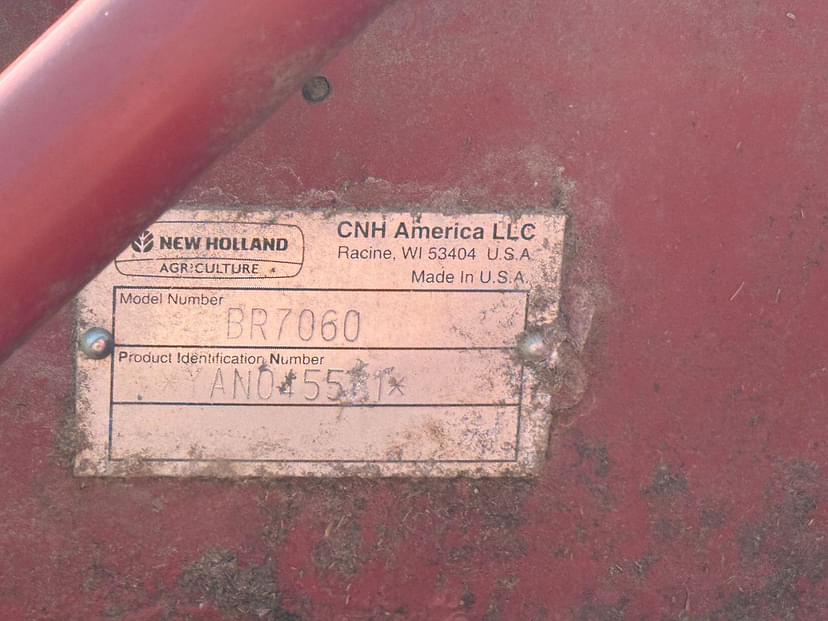 NEW HOLLAND
AGRICULTURE
CNH America LLC
Racine, WI 53404 U.S.A
Made In U.S.A.
Model Number
BR7060
Product Identification Number